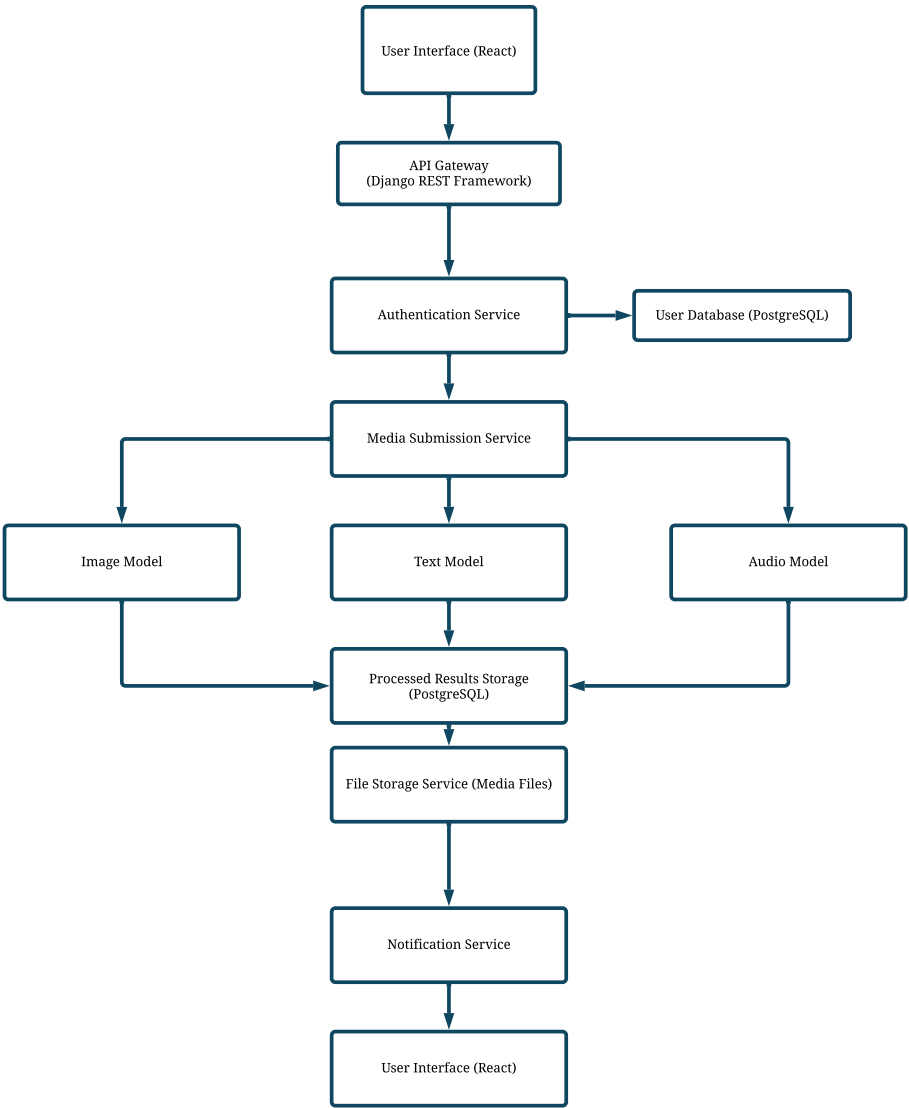 User Interface (React)
API Gateway
(Django REST Framework)
Authentication Service
User Database (PostgreSQL)
Media Submission Service
Image Model
Text Model
Audio Model
Processed Results Storage
(PostgreSQL)
File Storage Service (Media Files)
Notification Service
User Interface (React)